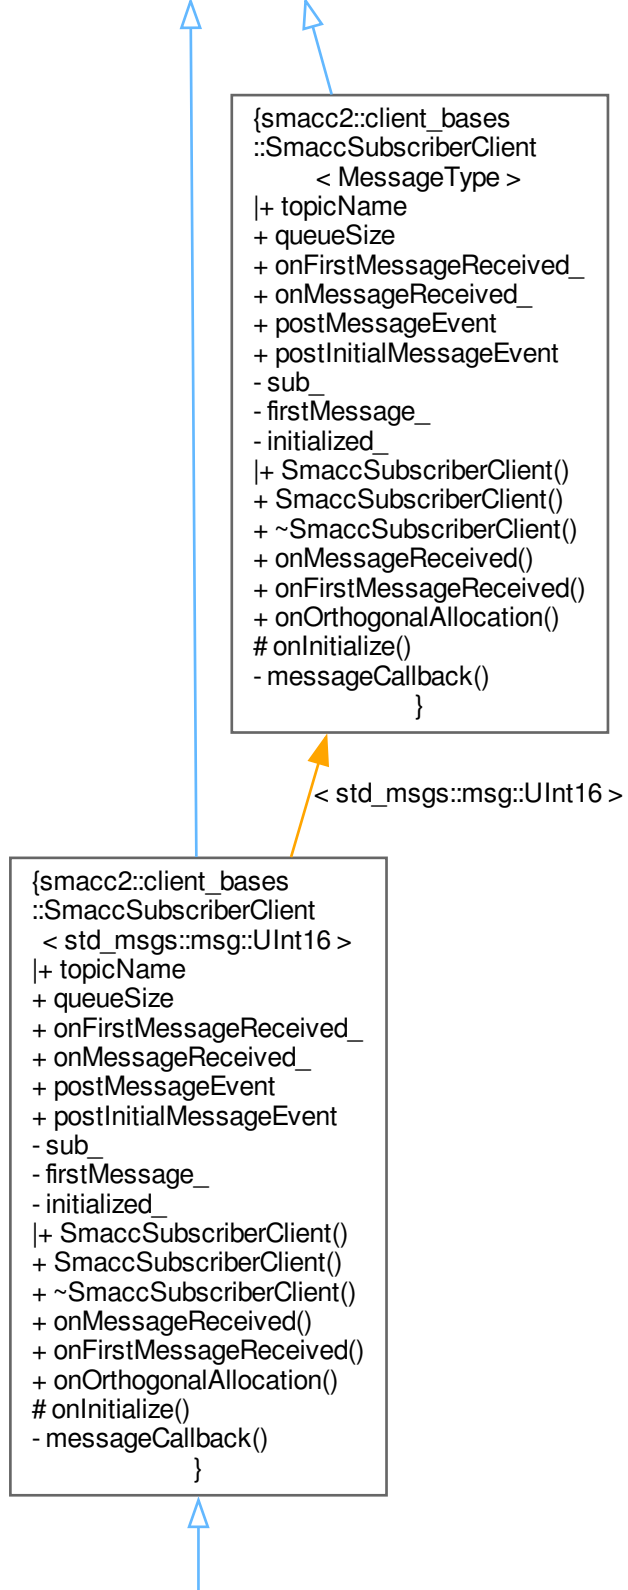 {smacc2::client_bases
::SmaccSubscriberClient
< MessageType >
|+ topicName
+ queueSize
+ onFirstMessageReceived_
+ onMessageReceived_
+ postMessageEvent
+ postInitialMessageEvent
- sub_
- firstMessage_
- initialized_
|+ SmaccSubscriberClient()
+ SmaccSubscriberClient()
+ ~SmaccSubscriberClient()
+ onMessageReceived()
+ onFirstMessageReceived()
+ onOrthogonalAllocation()
# onInitialize()
- messageCallback()
}
< std_msgs::msg::UInt16 >
{smacc2::client_bases
::SmaccSubscriberClient
< std_msgs::msg::UInt16 >
|+ topicName
+ queueSize
+ onFirstMessageReceived_
+ onMessageReceived_
+ postMessageEvent
+ postInitialMessageEvent
- sub_
- firstMessage_
- initialized_
|+ SmaccSubscriberClient()
+ SmaccSubscriberClient()
+ ~SmaccSubscriberClient()
+ onMessageReceived()
+ onFirstMessageReceived()
+ onOrthogonalAllocation()
# onInitialize()
- messageCallback()
}